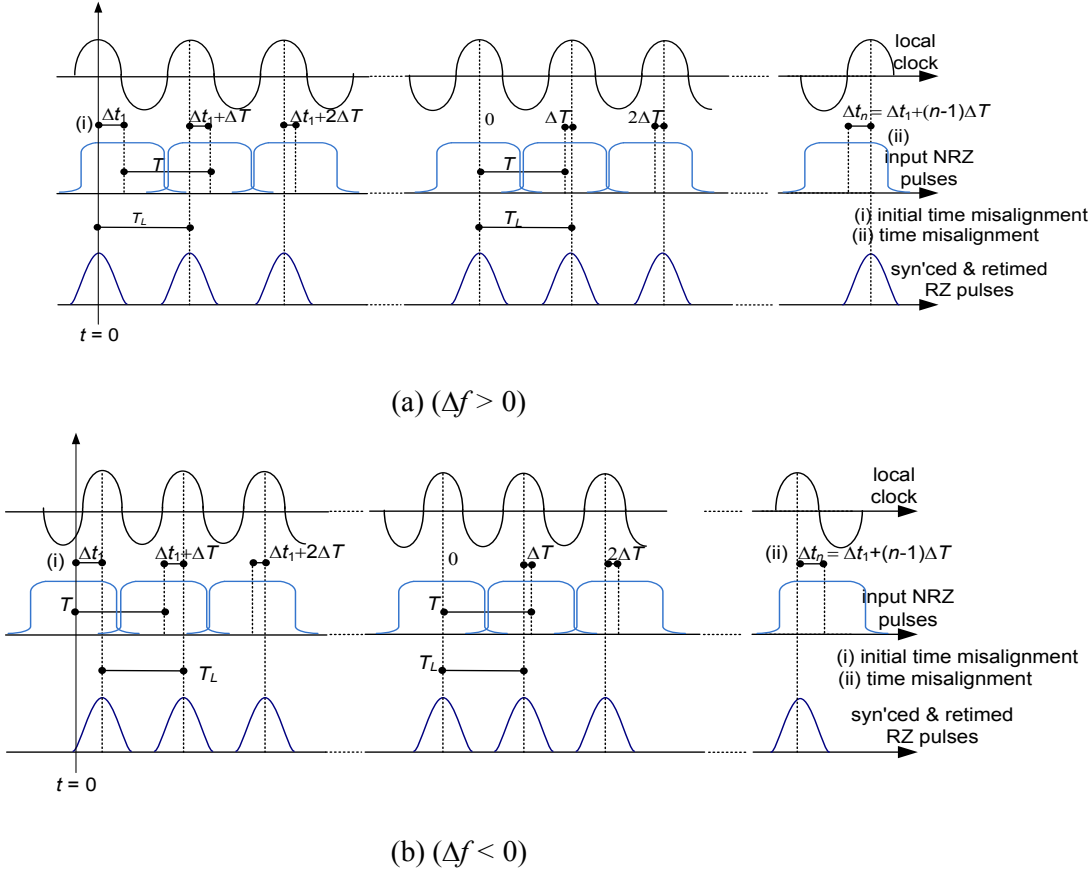 local
clock
Δt1
Δt1+ΔT
Δt1+2ΔT
0
ΔT
2ΔT
Δtn = Δt1+(n-1)ΔT
(i)
(ii)
T
T
input NRZ
pulses
TL
TL
(i) initial time misalignment
(ii) time misalignment
syn'ced & retimed
RZ pulses
t = 0
(a) (Δf > 0)
local
clock
(i)
Δt1
Δt1+ΔT
Δt1+2ΔT
0
ΔT
2ΔT
(ii)
Δtn = Δt1+(n-1)ΔT
T
T
input NRZ
pulses
TL
TL
(i) initial time misalignment
(ii) time misalignment
syn'ced & retimed
RZ pulses
t = 0
(b) (Δf < 0)